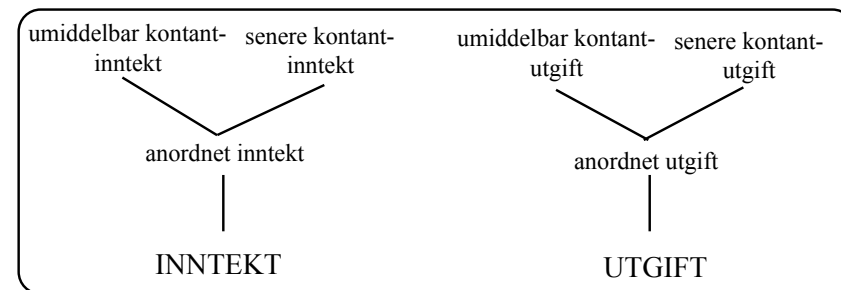 umiddelbar kontant-
inntekt
senere kontant-
inntekt
umiddelbar kontant-
utgift
senere kontant-
utgift
anordnet inntekt
anordnet utgift
INNTEKT
UTGIFT